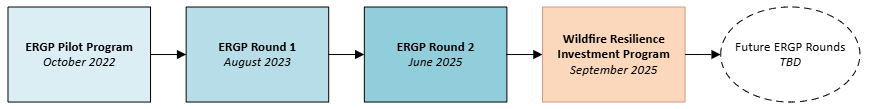 ERGP Pilot Program
October 2022
ERGP Round 1
August 2023
ERGP Round 2
June 2025
Wildfire Resilience
Investment Program
September 2025
Future ERGP Rounds
TBD